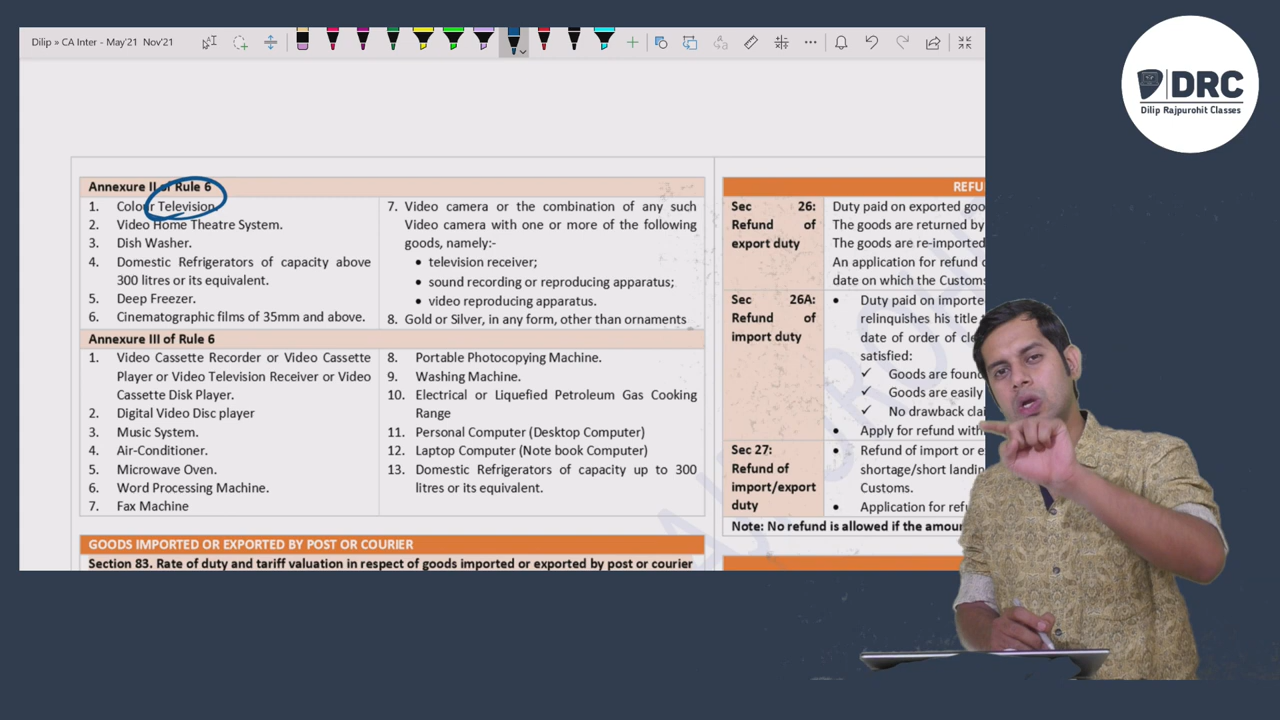 Dilip » CA Inter - May'21 Nov'21
DRC
Dilip Rajpurohit Classes
Annexure II of Rule 6
1. Colour Television.
2. Video Home Theatre System.
3. Dish Washer.
4. Domestic Refrigerators of capacity above
300 litres or its equivalent.
5. Deep Freezer.
6. Cinematographic films of 35mm and above.
7. Video camera or the combination of any such
Video camera with one or more of the following
goods, namely:-
• television receiver;
• sound recording or reproducing apparatus;
• video reproducing apparatus.
8. Gold or Silver, in any form, other than ornaments
Annexure III of Rule 6
1. Video Cassette Recorder or Video Cassette
Player or Video Television Receiver or Video
Cassette Disk Player.
2. Digital Video Disc player
3. Music System.
4. Air-Conditioner.
5. Microwave Oven.
6. Word Processing Machine.
7. Fax Machine
8. Portable Photocopying Machine.
9. Washing Machine.
10. Electrical or Liquefied Petroleum Gas Cooking
Range
11. Personal Computer (Desktop Computer)
12. Laptop Computer (Note book Computer)
13. Domestic Refrigerators of capacity up to 300
litres or its equivalent.
GOODS IMPORTED OR EXPORTED BY POST OR COURIER
Section 83. Rate of duty and tariff valuation in respect of goods imported or exported by post or courier
REFU
Sec 26:
Refund of
export duty
Duty paid on exported goo
The goods are returned by
The goods are re-imported
An application for refund
date on which the Customs
Sec 26A:
Refund of
import duty
• Duty paid on importe
relinquishes his title
date of order of cle
satisfied:
✓ Goods are foun
✓ Goods are easily
✓ No drawback clai
• Apply for refund with
Sec 27:
Refund of
import/export
duty
• Refund of import or e
shortage/short landin
Customs.
• Application for refu
Note: No refund is allowed if the amou